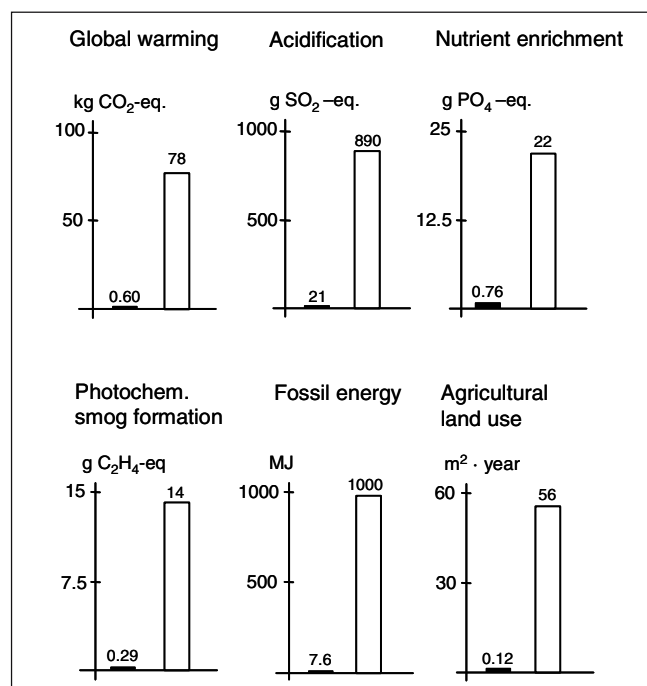 Global warming Acidification Nutrient enrichment
kg CO₂-eq. g SO₂ –eq. g PO₄ –eq.
100 1000 25
78 890 22
50 500 12.5
0.60 21 0.76
Photochem. Fossil energy Agricultural
smog formation land use
g C₂H₄-eq MJ m² · year
15 14 1000 1000 60 56
7.5 500 30
0.29 7.6 0.12